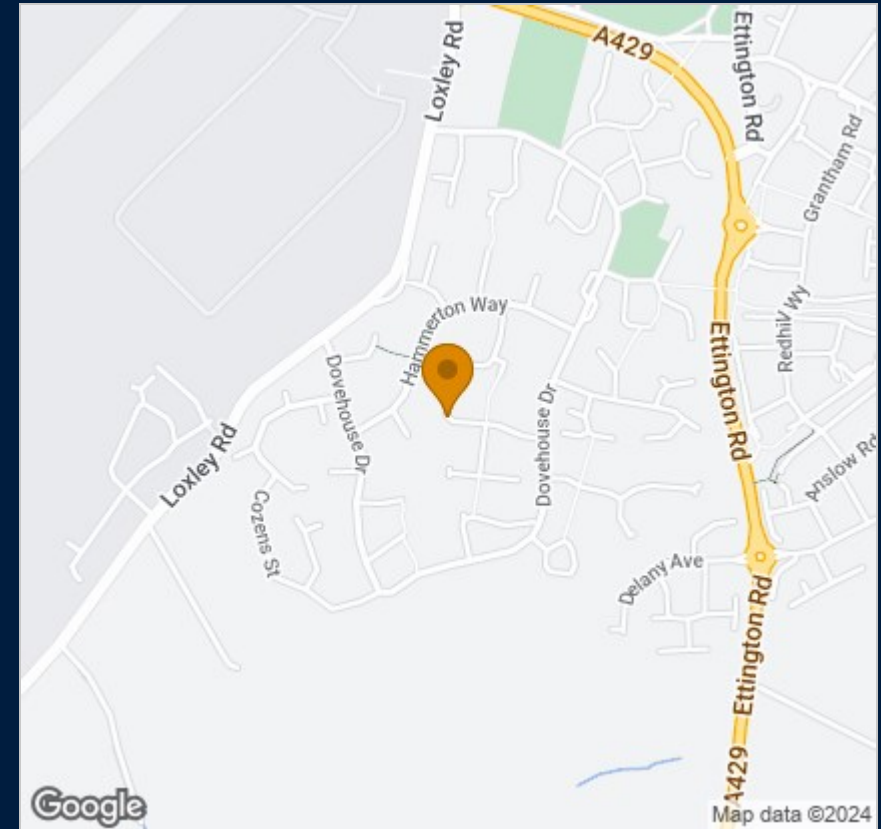 A429
Ettington Rd
Loxley Rd
Grantham Rd
Hammerton Way
Redhill Wy
Ettington Rd
Dovehouse Dr
Dovehouse Dr
Loxley Rd
Anslow Rd
Cozens St
Delany Ave
Ettington Rd
A429
Google
Map data ©2024